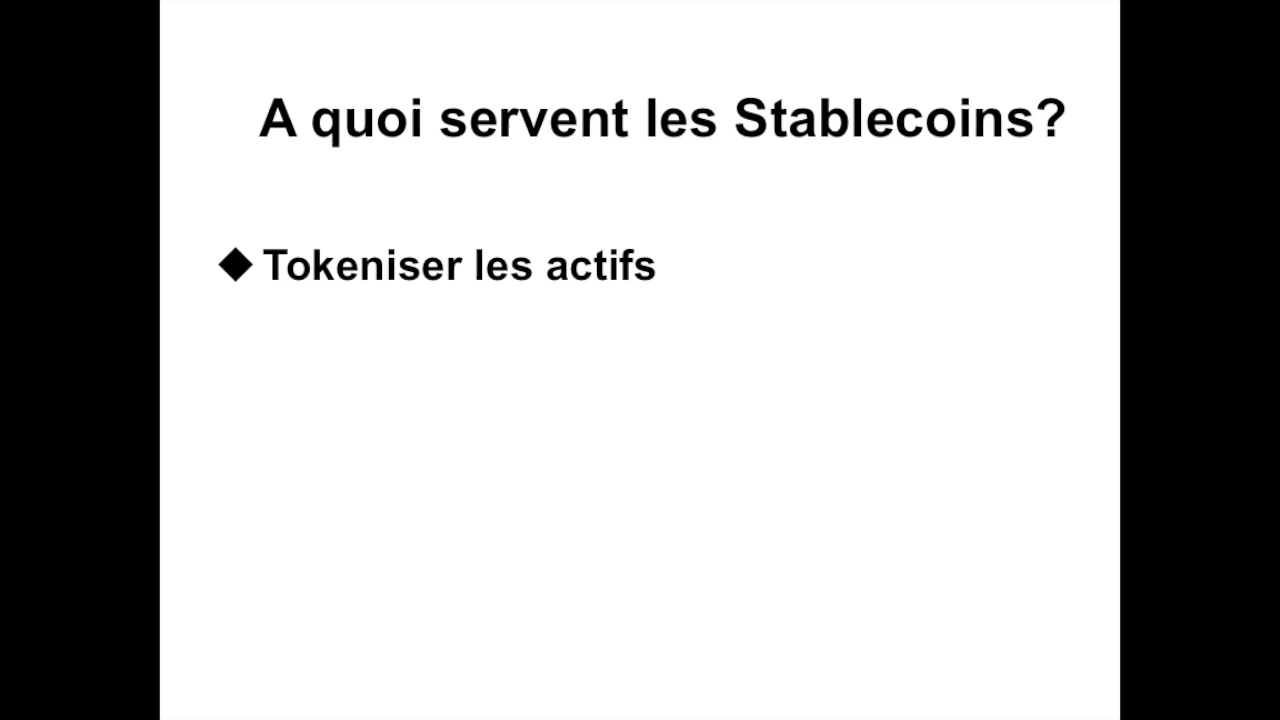 A quoi servent les Stablecoins?
◆ Tokeniser les actifs